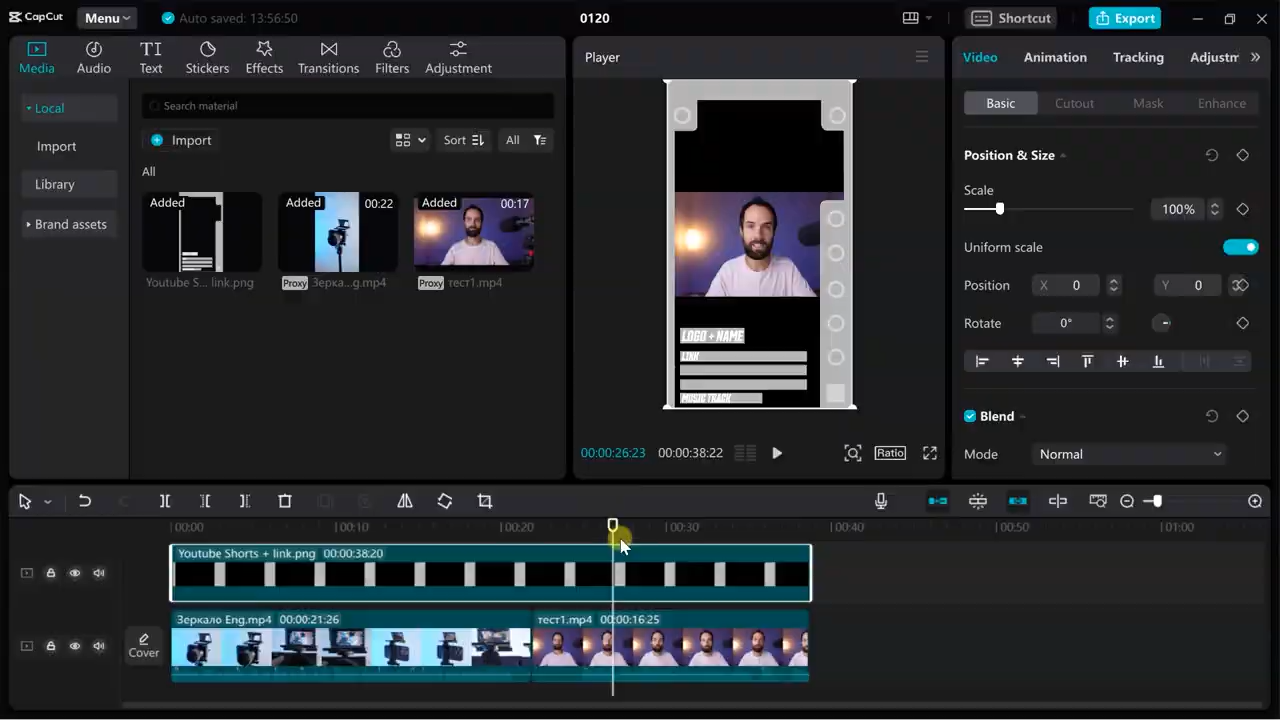 CapCut
Menu
Auto saved: 13:56:50
0120
Shortcut
Export
Media
Audio
TI
Text
Stickers
Effects
Transitions
Filters
Adjustment
Local
Import
Library
Brand assets
Search material
Import
Sort
All
All
Added
Youtube S... link.png
Added
00:22
Proxy
Зерка...g.mp4
Added
00:17
Proxy
тест1.mp4
Player
LOGO + NAME
LINK
MUSIC TRACK
00:00:26:23
00:00:38:22
Ratio
Video
Animation
Tracking
Adjustm
Basic
Cutout
Mask
Enhance
Position & Size
Scale
100%
Uniform scale
Position
X 0
Y 0
Rotate
0°
Blend
Mode
Normal
00:00
00:10
00:20
00:30
00:40
00:50
01:00
Youtube Shorts + link.png 00:00:38:20
Cover
Зеркало Eng.mp4 00:00:21:26
тест1.mp4 00:00:16:25